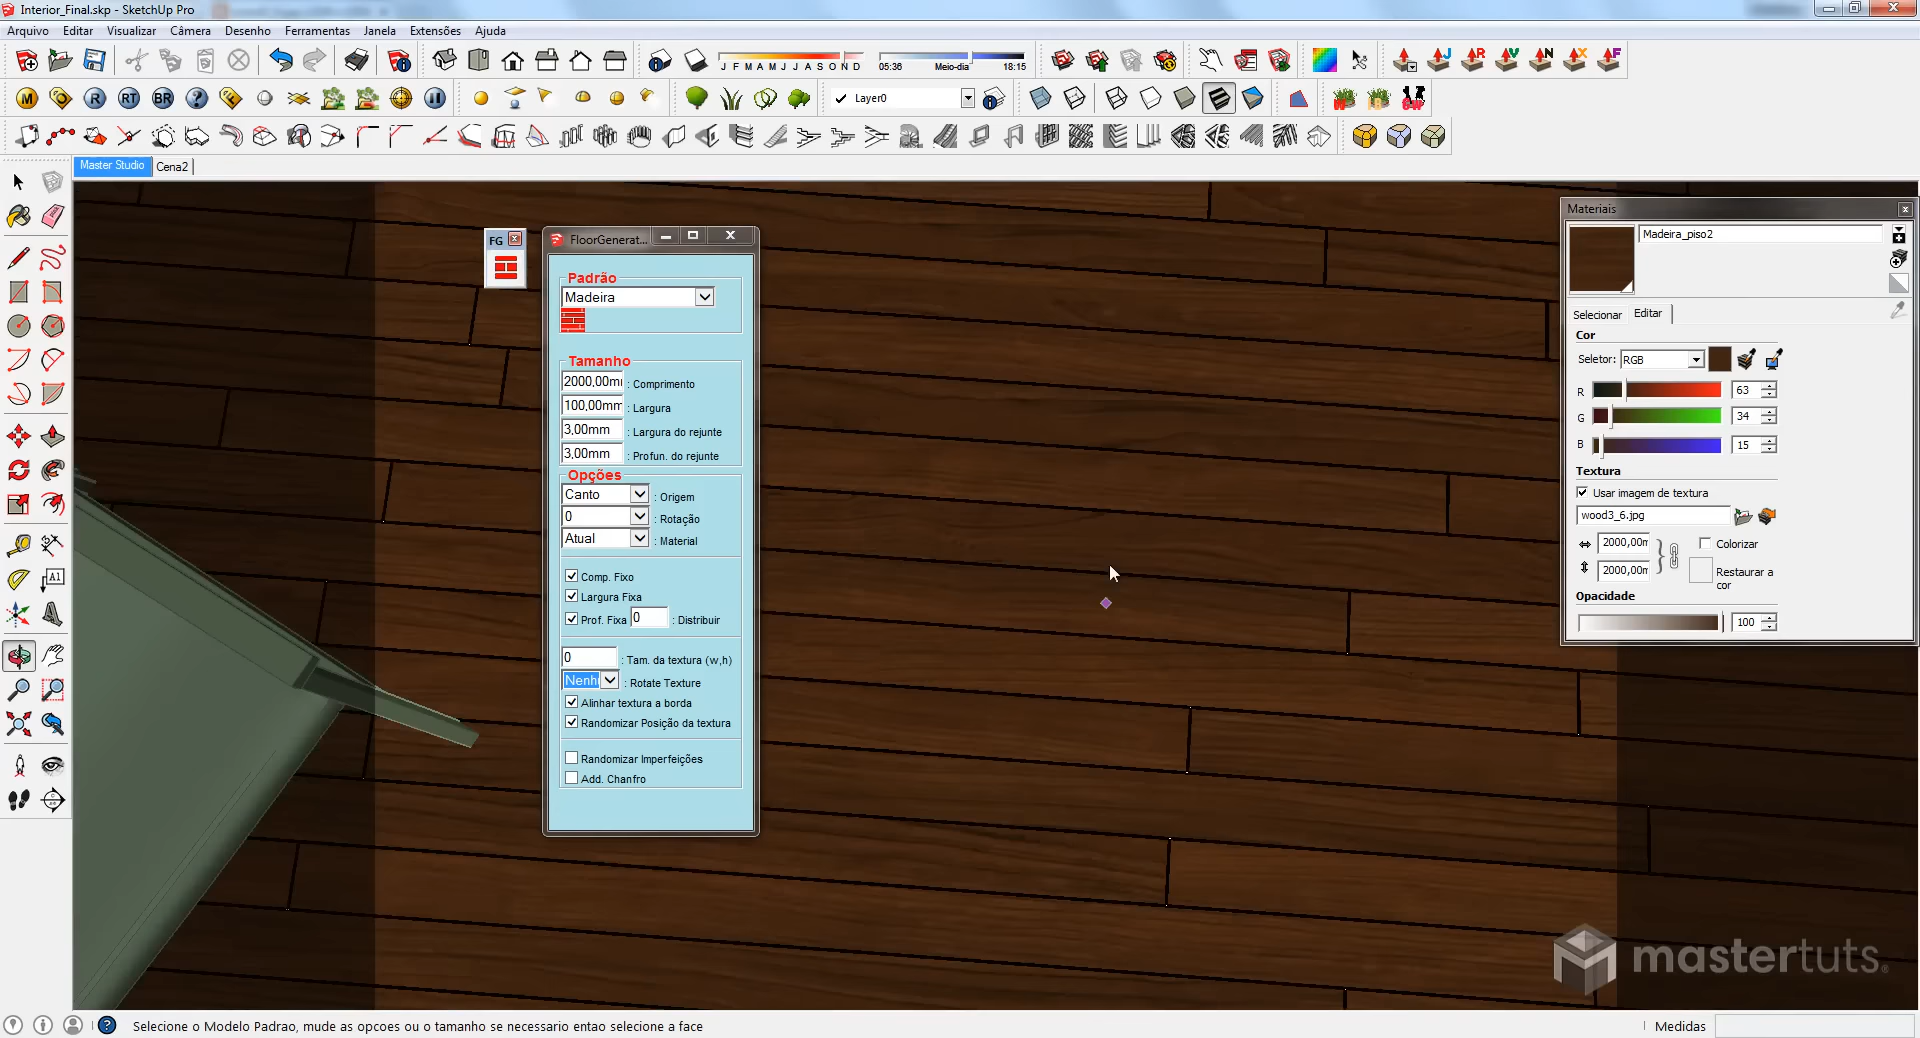 Interior_Final.skp - SketchUp Pro
Arquivo Editar Visualizar Câmera Desenho Ferramentas Janela Extensões Ajuda
J F M A M J J A S O N D 05:36 Meio-dia 18:15
J R V N X F
M R RT BR ? F Layer0
Master Studio Cena2
FG
FloorGenerat...
Padrão
Madeira
Tamanho
2000,00m : Comprimento
100,00mm : Largura
3,00mm : Largura do rejunte
3,00mm : Profun. do rejunte
Opções
Canto : Origem
0 : Rotação
Atual : Material
Comp. Fixo
Largura Fixa
Prof. Fixa 0 : Distribuir
0 : Tam. da textura (w,h)
Nenh : Rotate Texture
Alinhar textura a borda
Randomizar Posição da textura
Randomizar Imperfeições
Add. Chanfro
Materiais
Madeira_piso2
Selecionar Editar
Cor
Seletor: RGB
R 63
G 34
B 15
Textura
Usar imagem de textura
wood3_6.jpg
2000,00m Colorizar
2000,00m Restaurar a
cor
Opacidade
100
A1
mastertuts®
Selecione o Modelo Padrao, mude as opcoes ou o tamanho se necessario entao selecione a face
Medidas